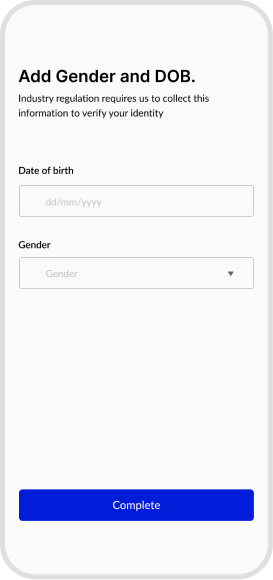 Add Gender and DOB.
Industry regulation requires us to collect this
information to verify your identity
Date of birth
dd/mm/yyyy
Gender
Gender
Complete